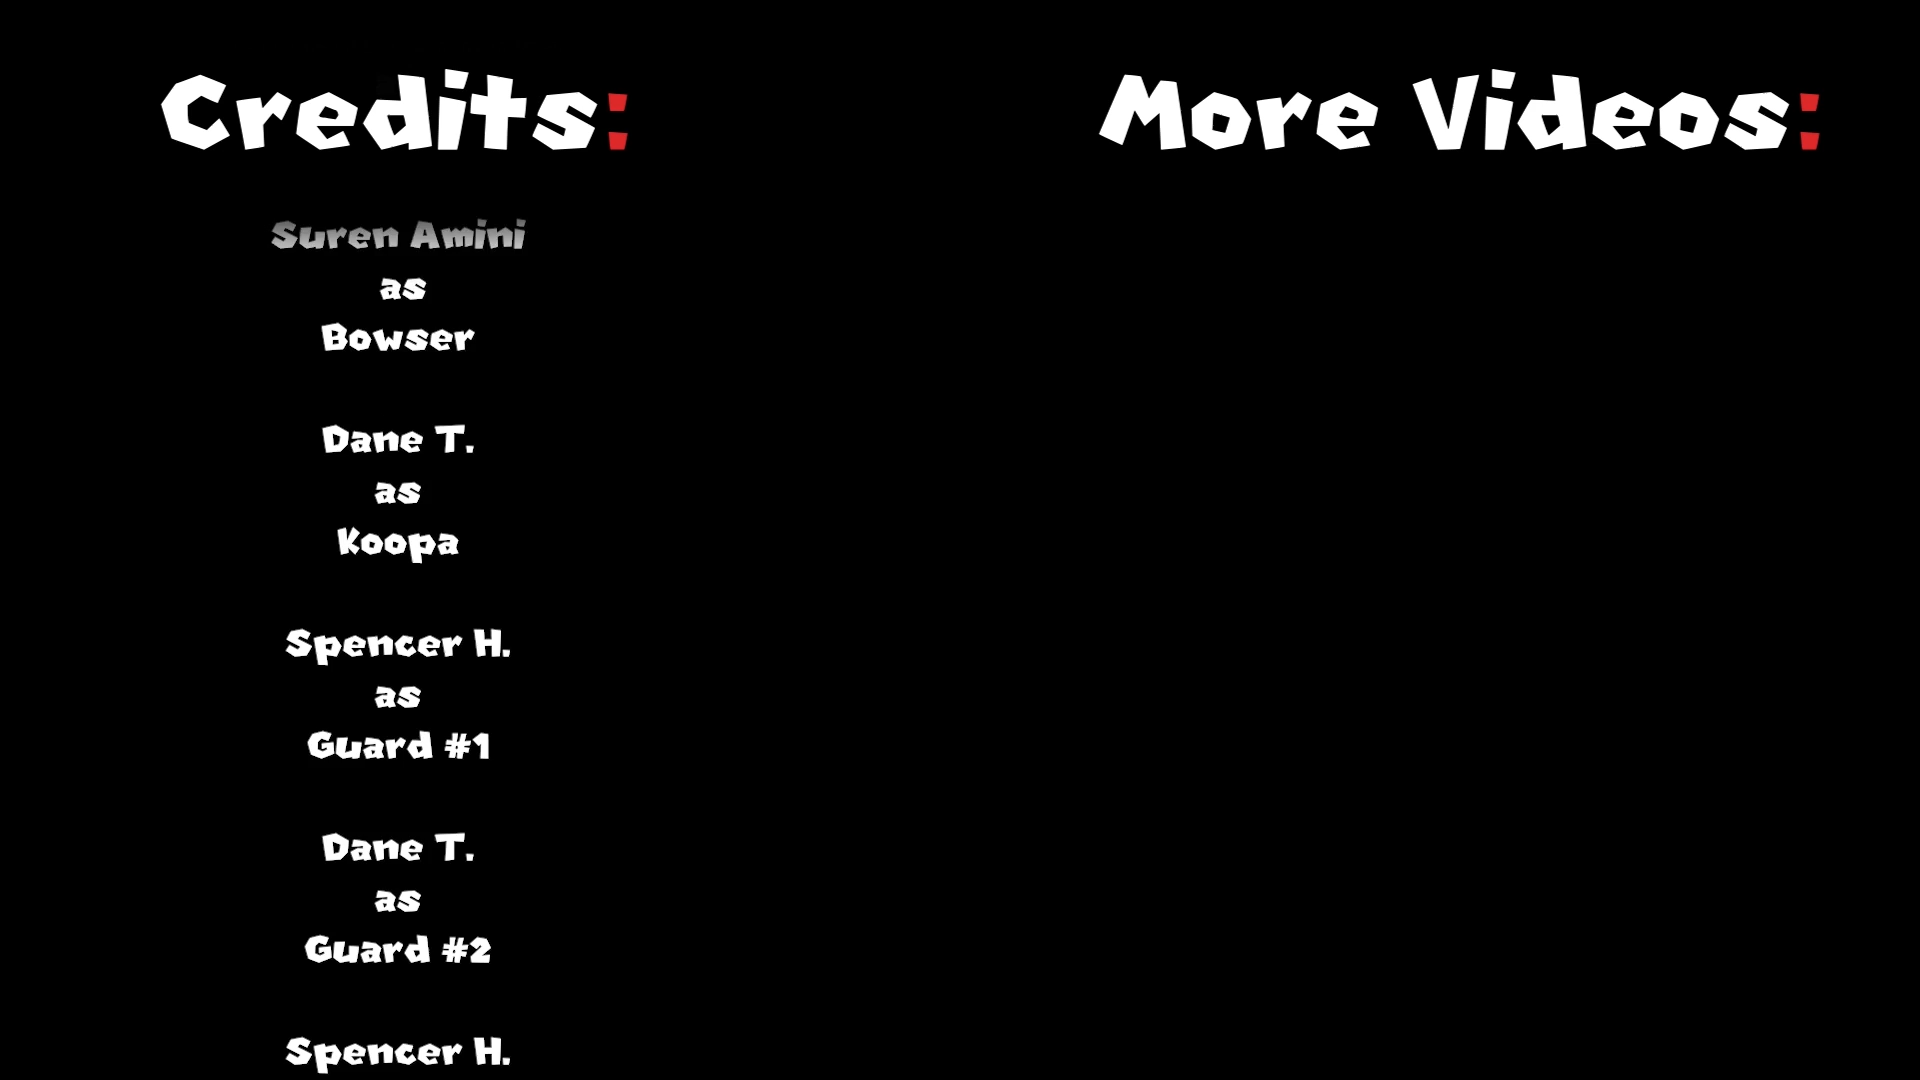 Credits:
More Videos:
Suren Amini
as
Bowser
Dane T.
as
Koopa
Spencer H.
as
Guard #1
Dane T.
as
Guard #2
Spencer H.